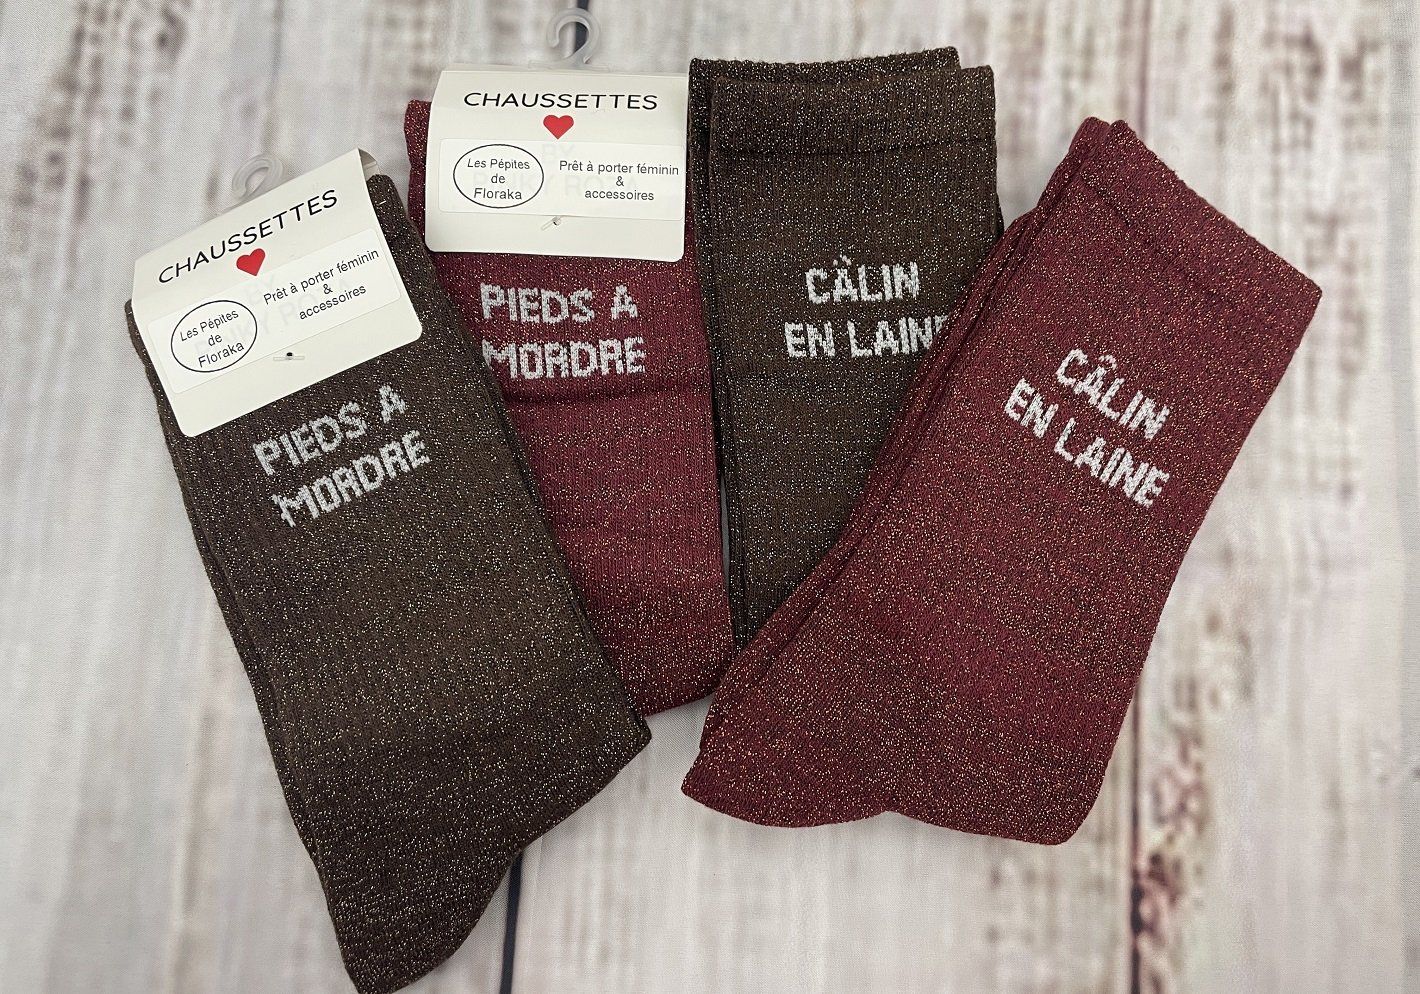 CHAUSSETTES
Les Pépites
de
Floraka
Prêt à porter féminin
&
accessoires
PIEDS A
MORDRE
CHAUSSETTES
Les Pépites
de
Floraka
Prêt à porter féminin
&
accessoires
PIEDS A
MORDRE
CÂLIN
EN LAINE
CÂLIN
EN LAINE